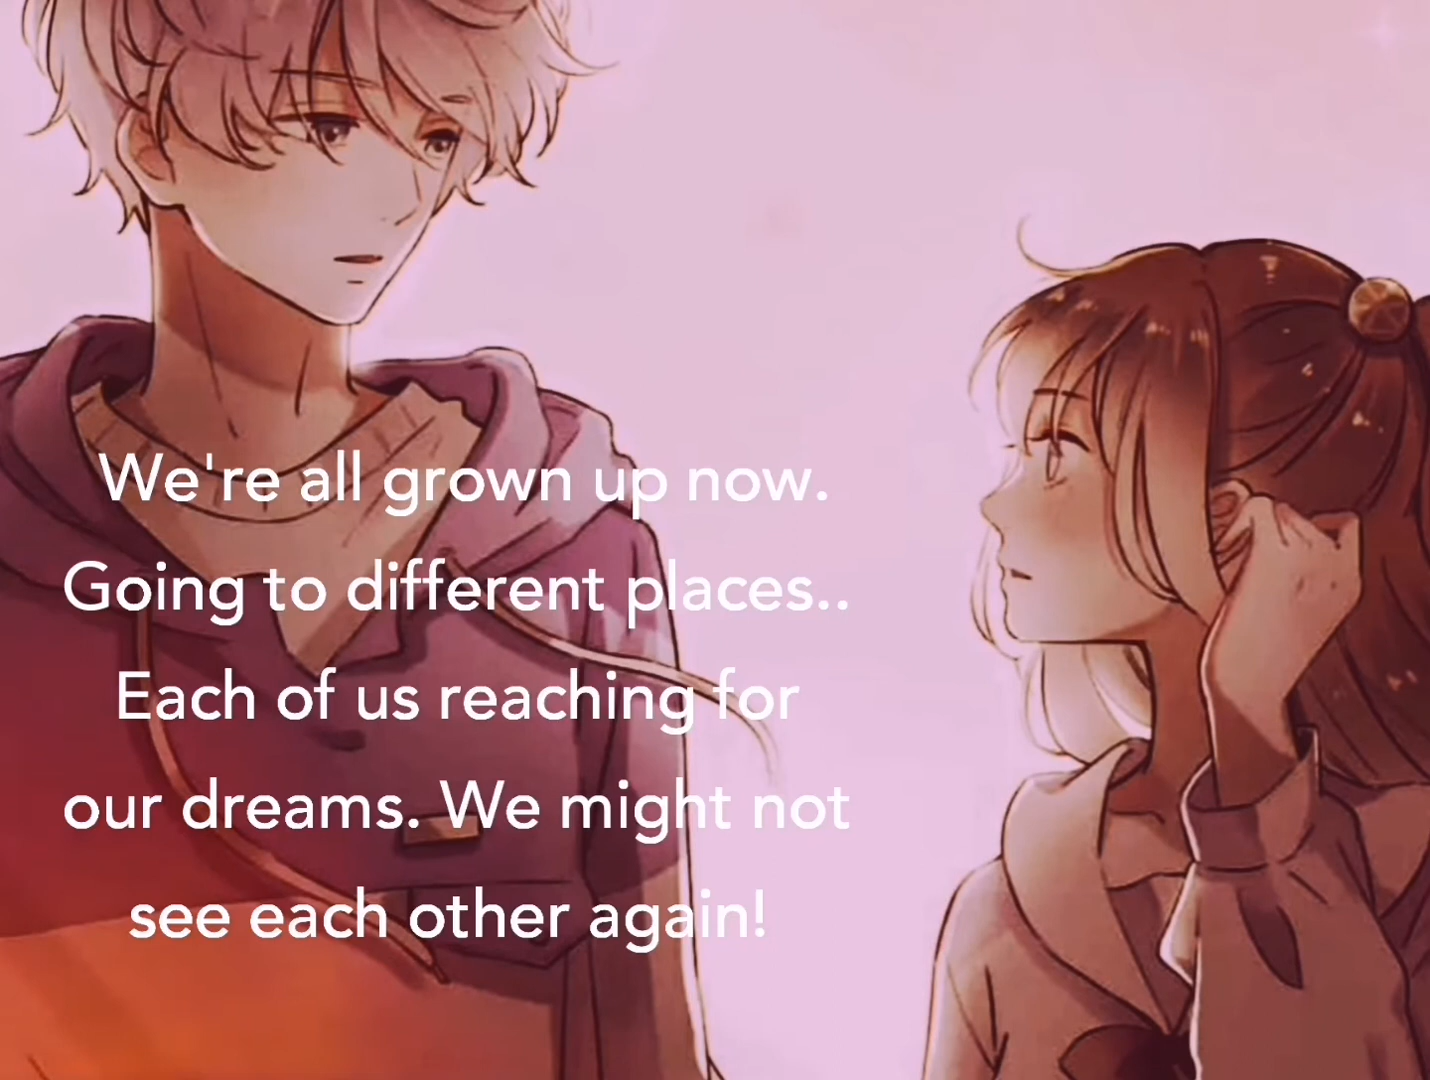 We're all grown up now.
Going to different places..
Each of us reaching for
our dreams. We might not
see each other again!